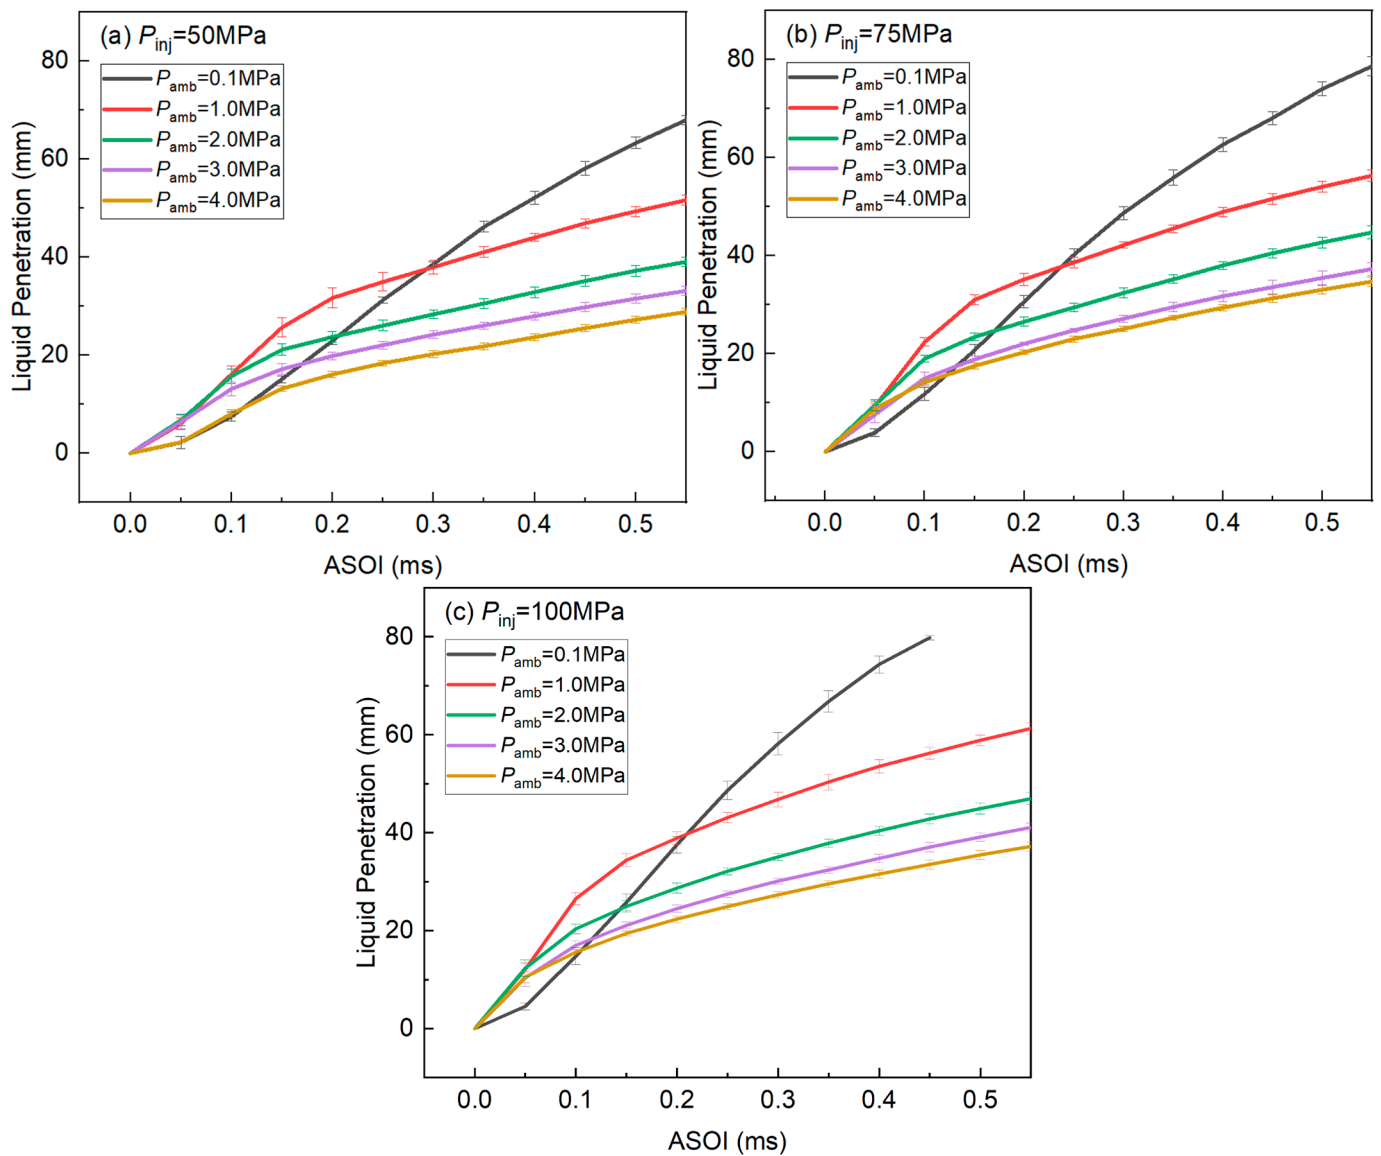 (a) Pinj=50MPa
Pamb=0.1MPa
Pamb=1.0MPa
Pamb=2.0MPa
Pamb=3.0MPa
Pamb=4.0MPa
Liquid Penetration (mm)
80
60
40
20
0
0.0 0.1 0.2 0.3 0.4 0.5
ASOI (ms)
(b) Pinj=75MPa
Pamb=0.1MPa
Pamb=1.0MPa
Pamb=2.0MPa
Pamb=3.0MPa
Pamb=4.0MPa
Liquid Penetration (mm)
80
60
40
20
0
0.0 0.1 0.2 0.3 0.4 0.5
ASOI (ms)
(c) Pinj=100MPa
Pamb=0.1MPa
Pamb=1.0MPa
Pamb=2.0MPa
Pamb=3.0MPa
Pamb=4.0MPa
Liquid Penetration (mm)
80
60
40
20
0
0.0 0.1 0.2 0.3 0.4 0.5
ASOI (ms)